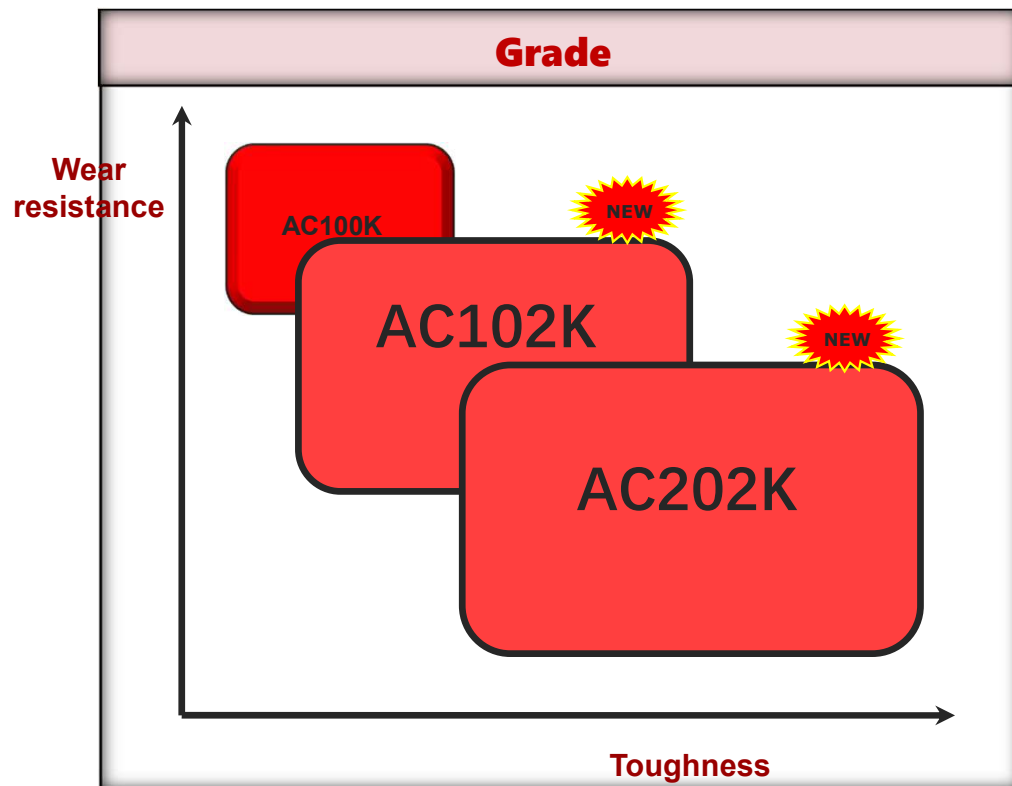 Grade
Wear
resistance
AC100K
NEW
AC102K
NEW
AC202K
Toughness